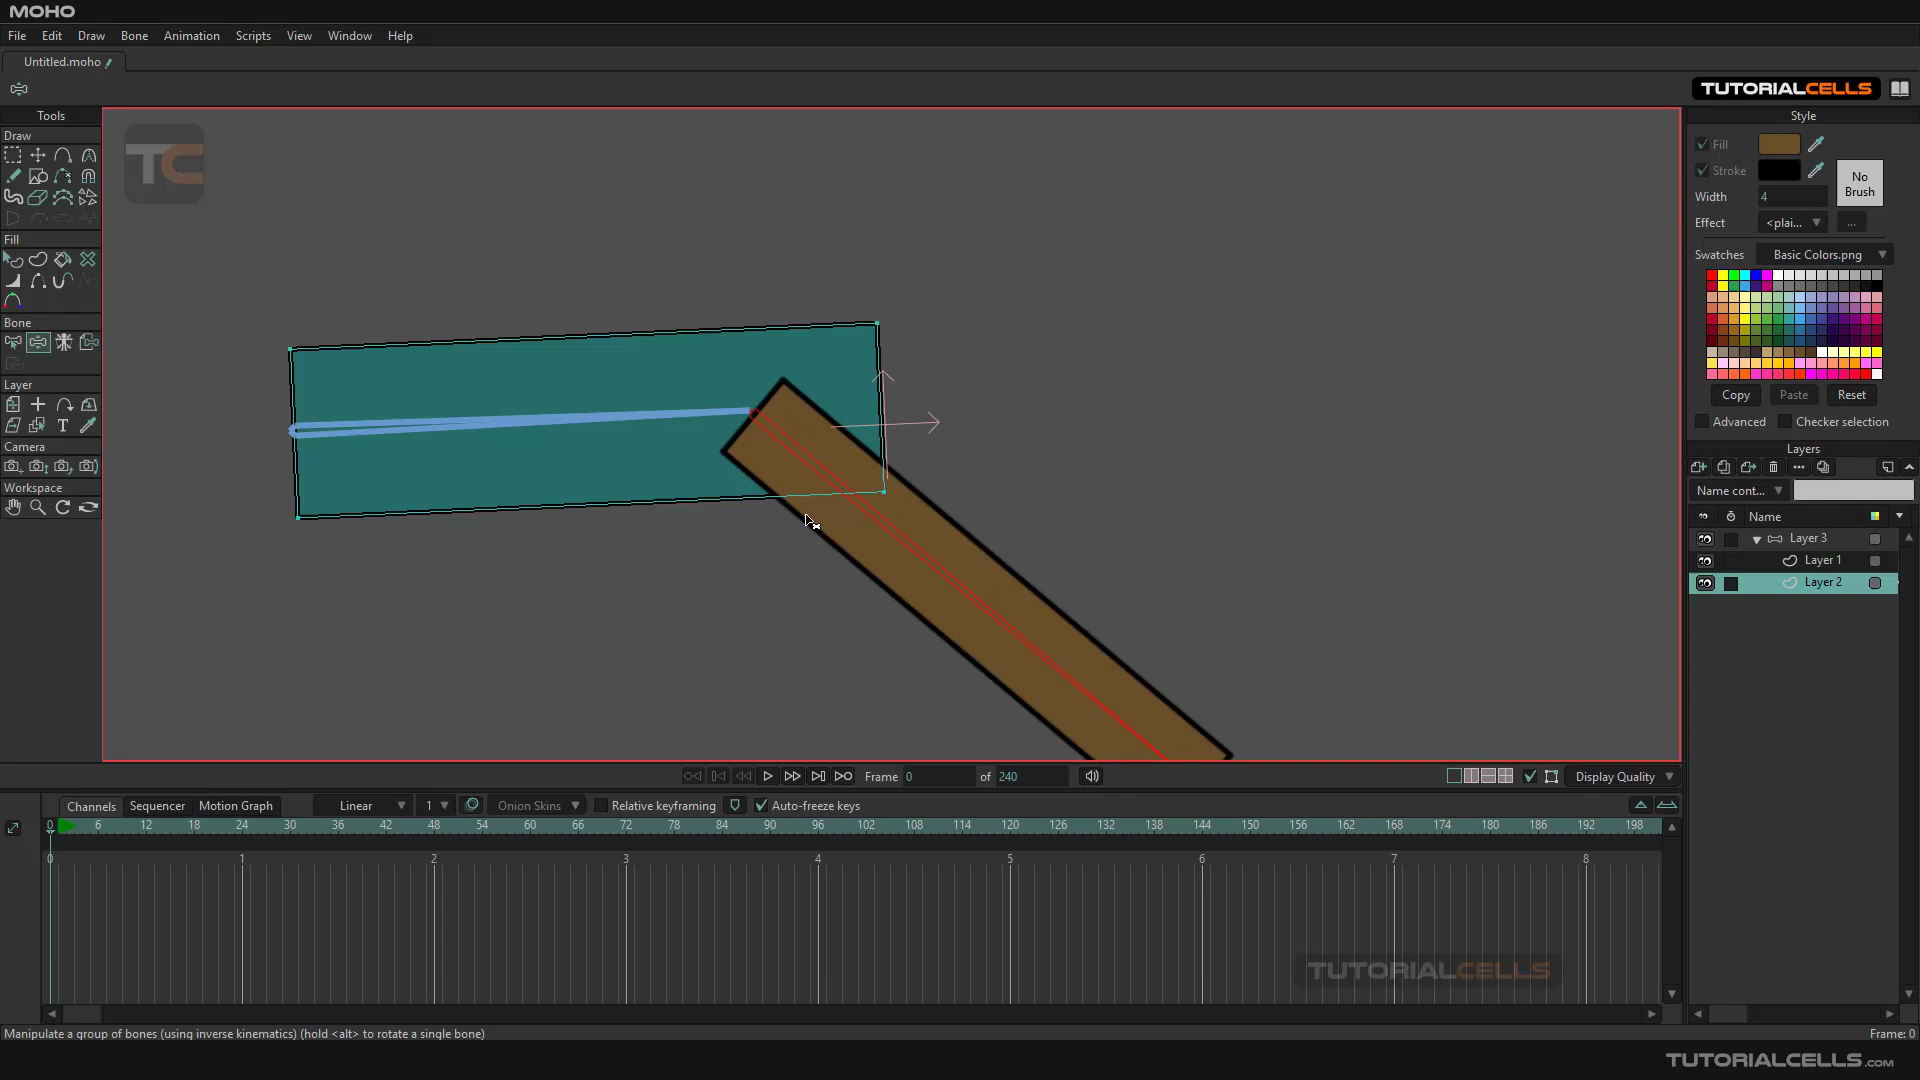 MOHO
File Edit Draw Bone Animation Scripts View Window Help
Untitled.moho
TUTORIALCELLS
Tools
Draw
Fill
Bone
Layer
Camera
Workspace
TC
Style
Fill
Stroke
No Brush
Width 4
Effect <plai... ...
Swatches Basic Colors.png
Copy Paste Reset
Advanced Checker selection
Layers
Name cont...
Name
Layer 3
Layer 1
Layer 2
Frame 0 of 240
Display Quality
Channels Sequencer Motion Graph Linear 1 Onion Skins Relative keyframing Auto-freeze keys
0 6 12 18 24 30 36 42 48 54 60 66 72 78 84 90 96 102 108 114 120 126 132 138 144 150 156 162 168 174 180 186 192 198
0 1 2 3 4 5 6 7 8
TUTORIALCELLS
Manipulate a group of bones (using inverse kinematics) (hold <alt> to rotate a single bone)
Frame: 0
TUTORIALCELLS.COM